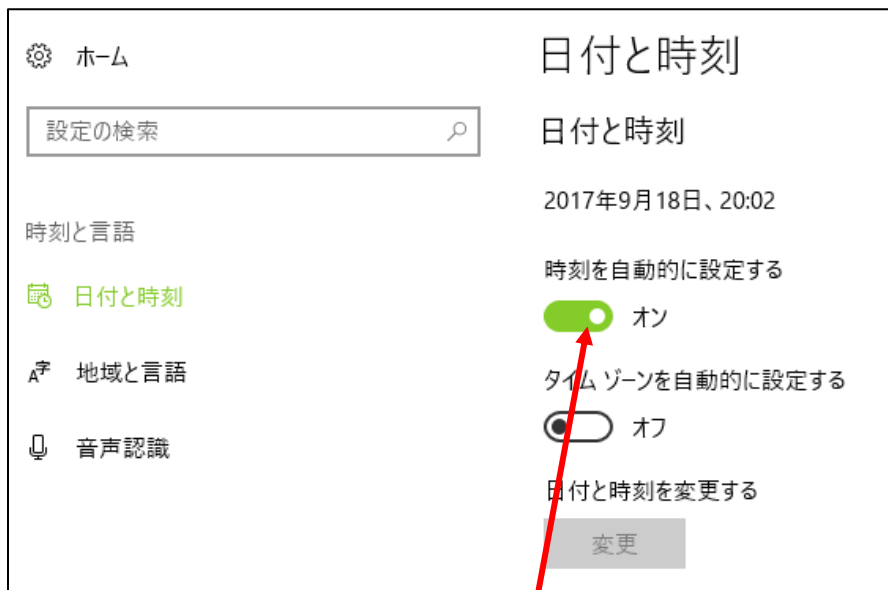 ホーム
設定の検索
時刻と言語
日付と時刻
地域と言語
音声認識
日付と時刻
日付と時刻
2017年9月18日、20:02
時刻を自動的に設定する
オン
タイム ゾーンを自動的に設定する
オフ
日付と時刻を変更する
変更